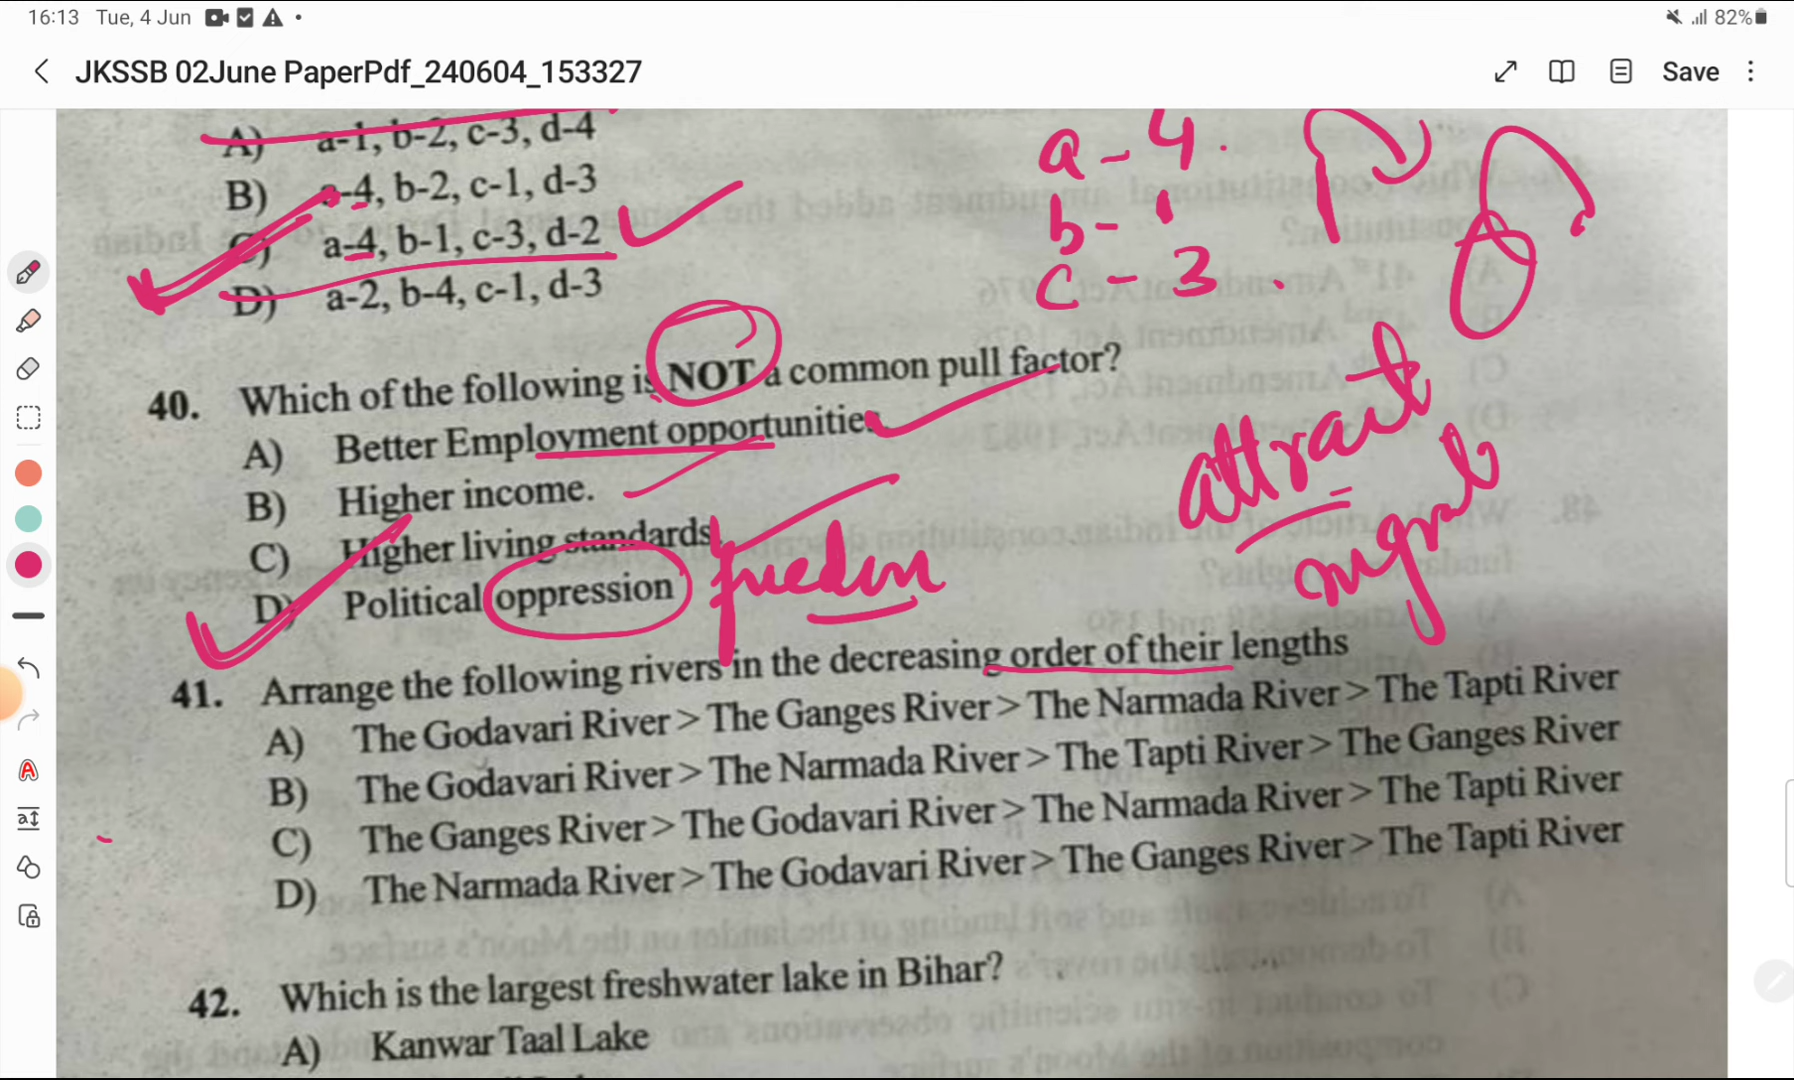 16:13 Tue, 4 Jun
82%
JKSSB 02June PaperPdf_240604_153327
Save
A) a-1, b-2, c-3, d-4
B) a-4, b-2, c-1, d-3
C) a-4, b-1, c-3, d-2
D) a-2, b-4, c-1, d-3
a-4.
b-1
c-3.
40. Which of the following is NOT a common pull factor?
A) Better Employment opportunities.
B) Higher income.
C) Higher living standards.
D) Political oppression
41. Arrange the following rivers in the decreasing order of their lengths
A) The Godavari River > The Ganges River > The Narmada River > The Tapti River
B) The Godavari River > The Narmada River > The Tapti River > The Ganges River
C) The Ganges River > The Godavari River > The Narmada River > The Tapti River
D) The Narmada River > The Godavari River > The Ganges River > The Tapti River
42. Which is the largest freshwater lake in Bihar?
A) Kanwar Taal Lake